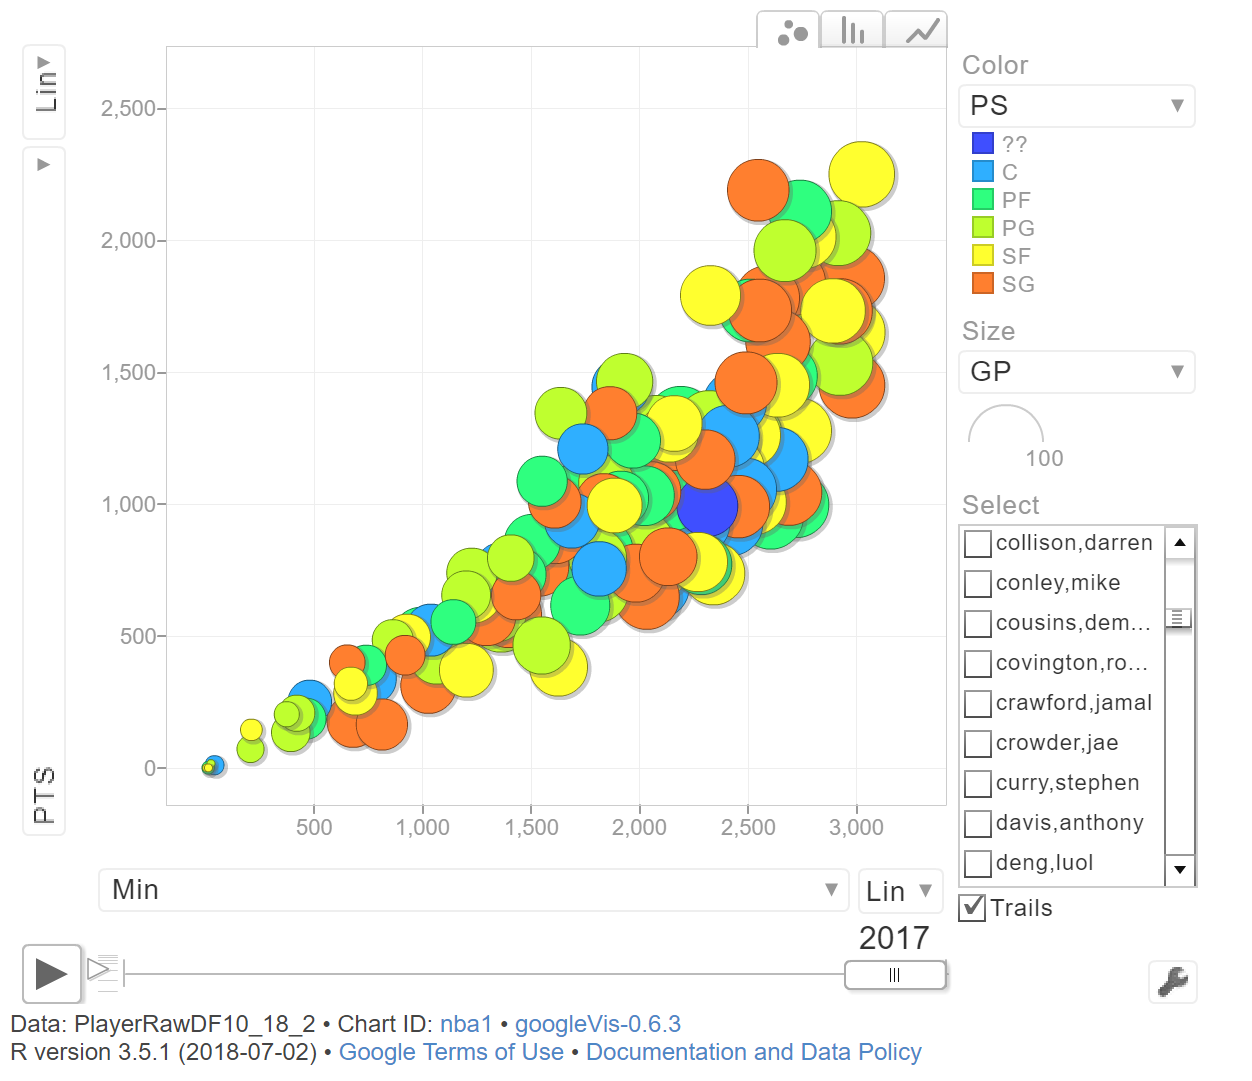 Lin
PTS
2,500
2,000
1,500
1,000
500
0
500 1,000 1,500 2,000 2,500 3,000
Min
Lin
2017
Color
PS
??
C
PF
PG
SF
SG
Size
GP
100
Select
collison,darren
conley,mike
cousins,dem...
covington,ro...
crawford,jamal
crowder,jae
curry,stephen
davis,anthony
deng,luol
Trails
Data: PlayerRawDF10_18_2 • Chart ID: nba1 • googleVis-0.6.3
R version 3.5.1 (2018-07-02) • Google Terms of Use • Documentation and Data Policy